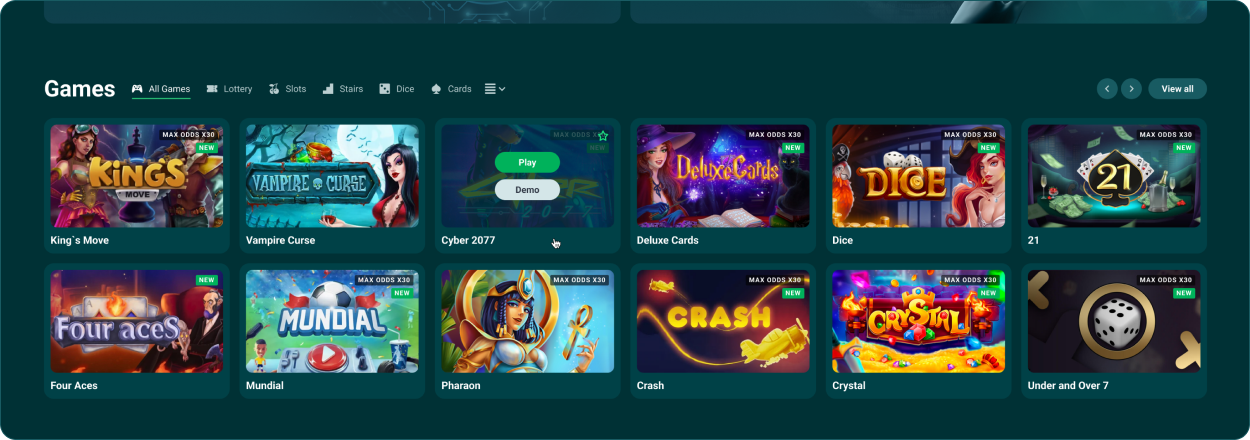 Games
All Games
Lottery
Slots
Stairs
Dice
Cards
View all
MAX ODDS X30
NEW
KING'S
MOVE
King`s Move
MAX ODDS X30
NEW
VAMPIRE CURSE
Vampire Curse
MAX ODDS X
NEW
Play
Demo
2077
Cyber 2077
MAX ODDS X30
NEW
Deluxe Cards
Deluxe Cards
MAX ODDS X30
NEW
DICE
Dice
MAX ODDS X30
NEW
21
21
NEW
Four aceS
Four Aces
MAX ODDS X30
NEW
MUNDIAL
Mundial
MAX ODDS X30
Pharaon
MAX ODDS X30
NEW
CRASH
Crash
MAX ODDS X30
NEW
CRYSTAL
Crystal
MAX ODDS X30
NEW
Under and Over 7